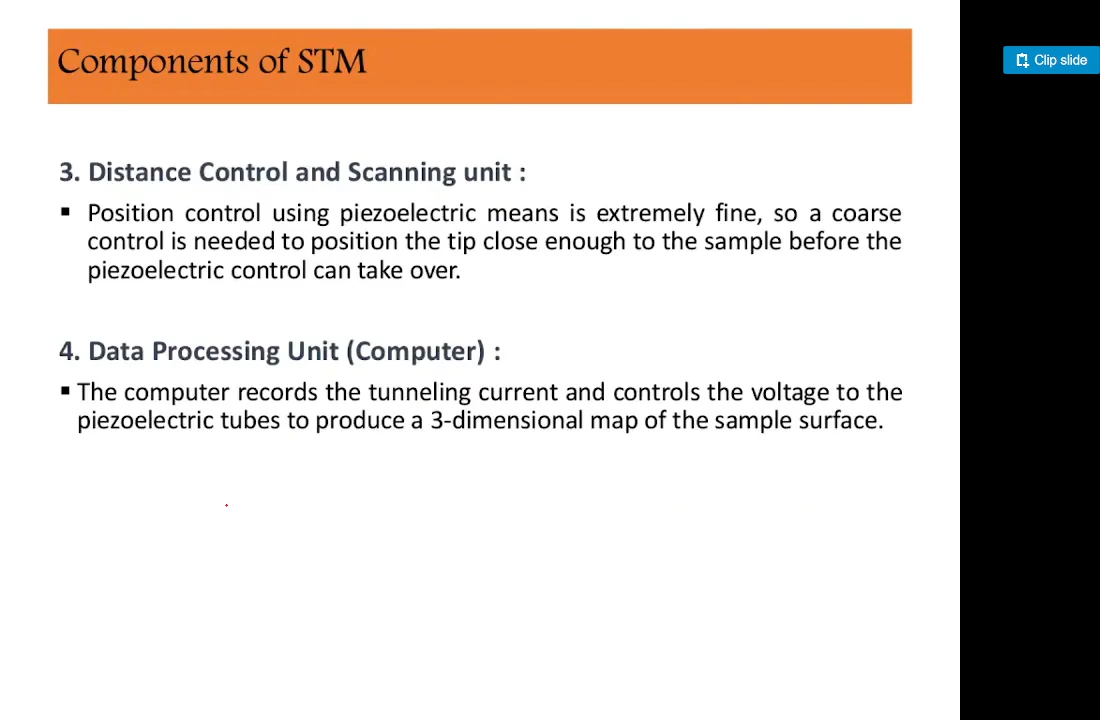 Components of STM
Clip slide
3. Distance Control and Scanning unit :
▪ Position control using piezoelectric means is extremely fine, so a coarse
control is needed to position the tip close enough to the sample before the
piezoelectric control can take over.
4. Data Processing Unit (Computer) :
▪ The computer records the tunneling current and controls the voltage to the
piezoelectric tubes to produce a 3-dimensional map of the sample surface.